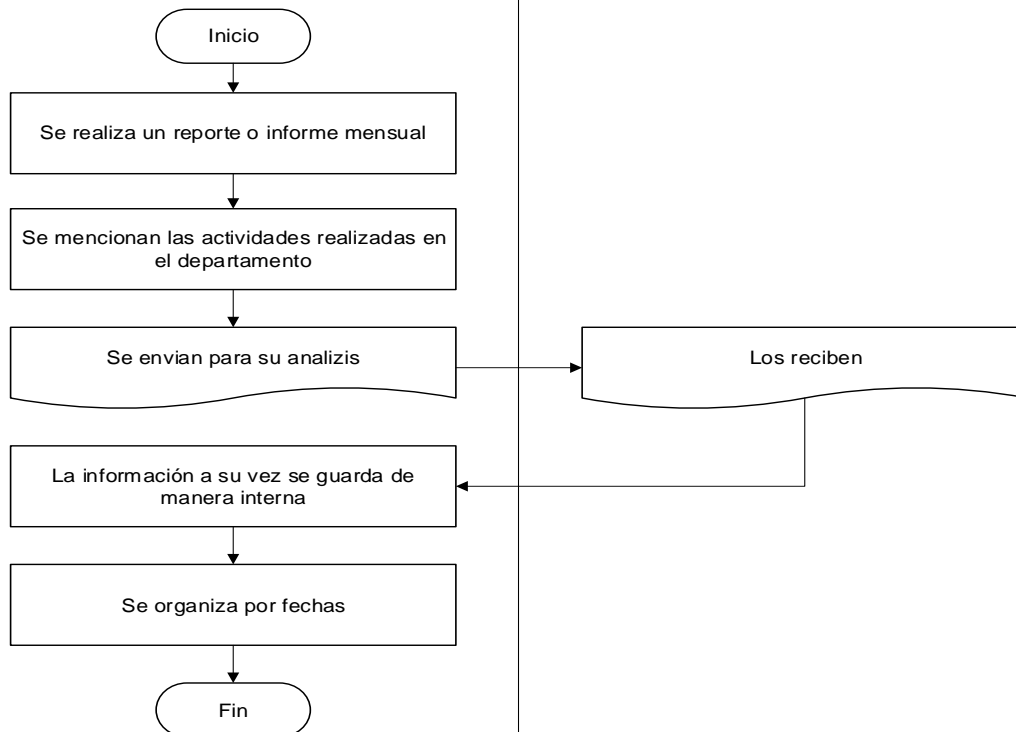 Inicio
Se realiza un reporte o informe mensual
Se mencionan las actividades realizadas en
el departamento
Se envian para su analizis
Los reciben
La información a su vez se guarda de
manera interna
Se organiza por fechas
Fin